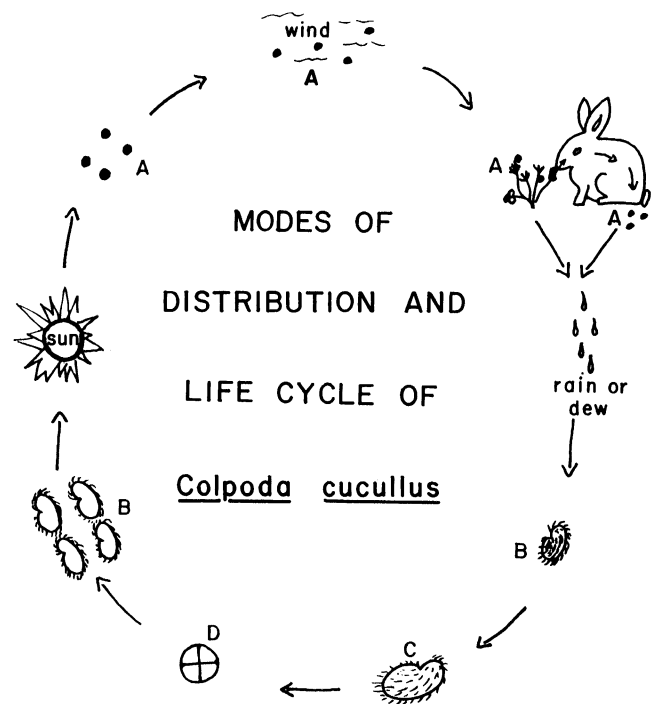 wind
A
A
A
A
MODES OF
DISTRIBUTION AND
sun
LIFE CYCLE OF
rain or
dew
Colpoda cucullus
B
B
D
C